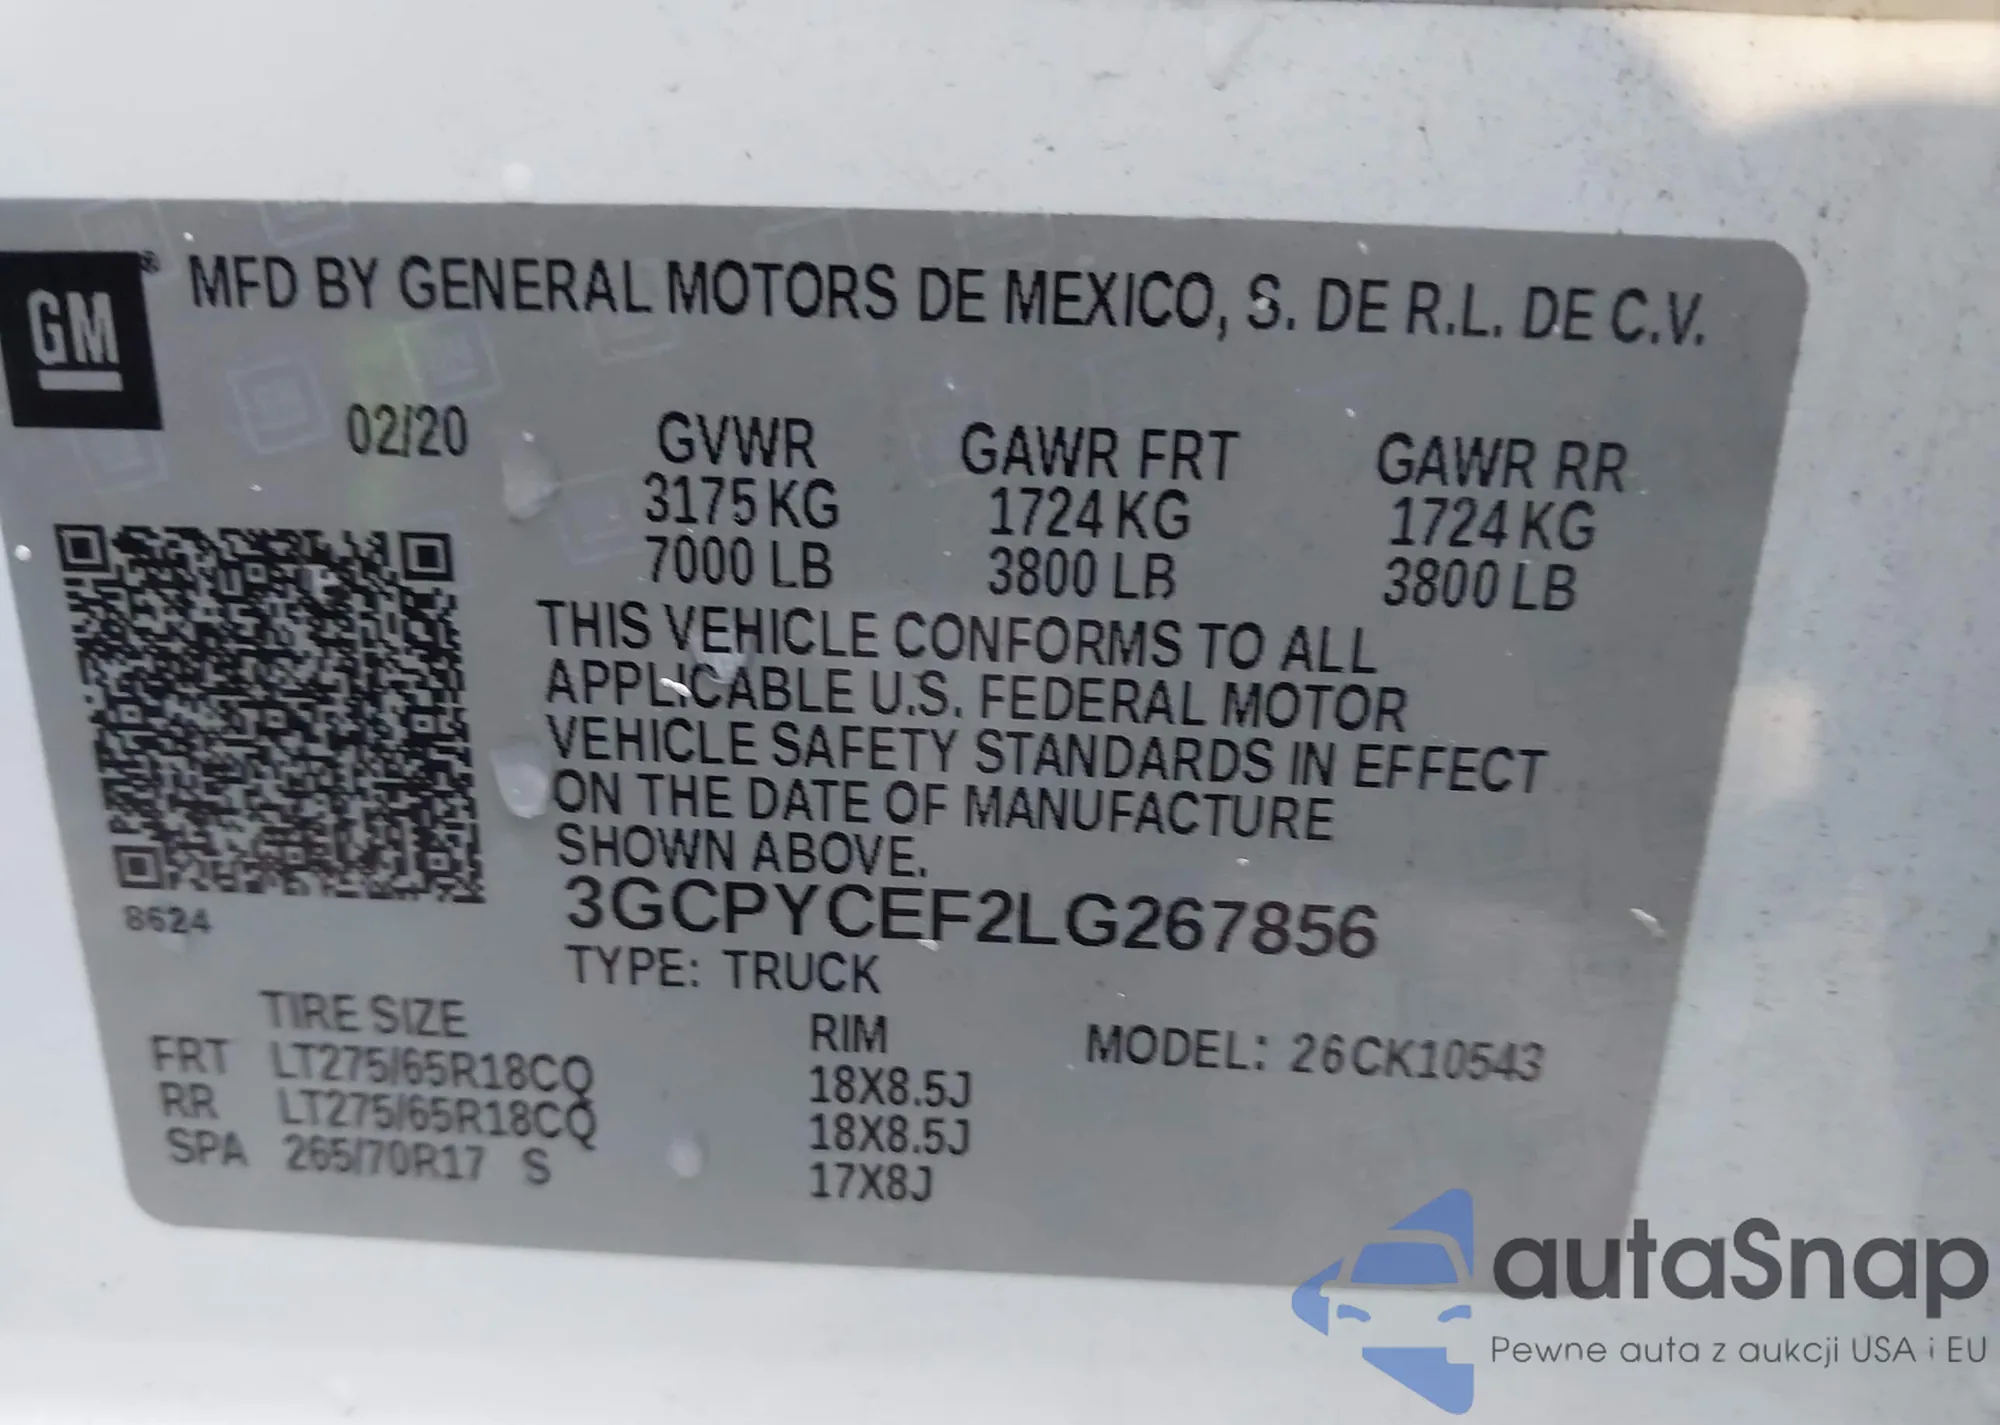 GM® MFD BY GENERAL MOTORS DE MEXICO, S. DE R.L. DE C.V.
02/20 GVWR GAWR FRT GAWR RR
3175 KG 1724 KG 1724 KG
7000 LB 3800 LB 3800 LB
THIS VEHICLE CONFORMS TO ALL
APPLICABLE U.S. FEDERAL MOTOR
VEHICLE SAFETY STANDARDS IN EFFECT
ON THE DATE OF MANUFACTURE
SHOWN ABOVE.
8624 3GCPYCEF2LG267856
TYPE: TRUCK
TIRE SIZE RIM MODEL: 26CK10543
FRT LT275/65R18CQ 18X8.5J
RR LT275/65R18CQ 18X8.5J
SPA 265/70R17 S 17X8J
autaSnap
Pewne auta z aukcji USA i EU